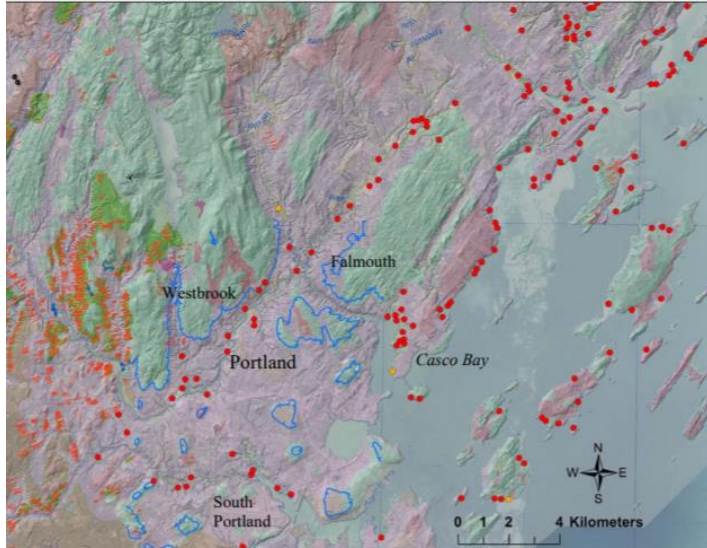 Falmouth
Westbrook
Portland
Casco Bay
N
W E
S
South
Portland
0 1 2 4 Kilometers